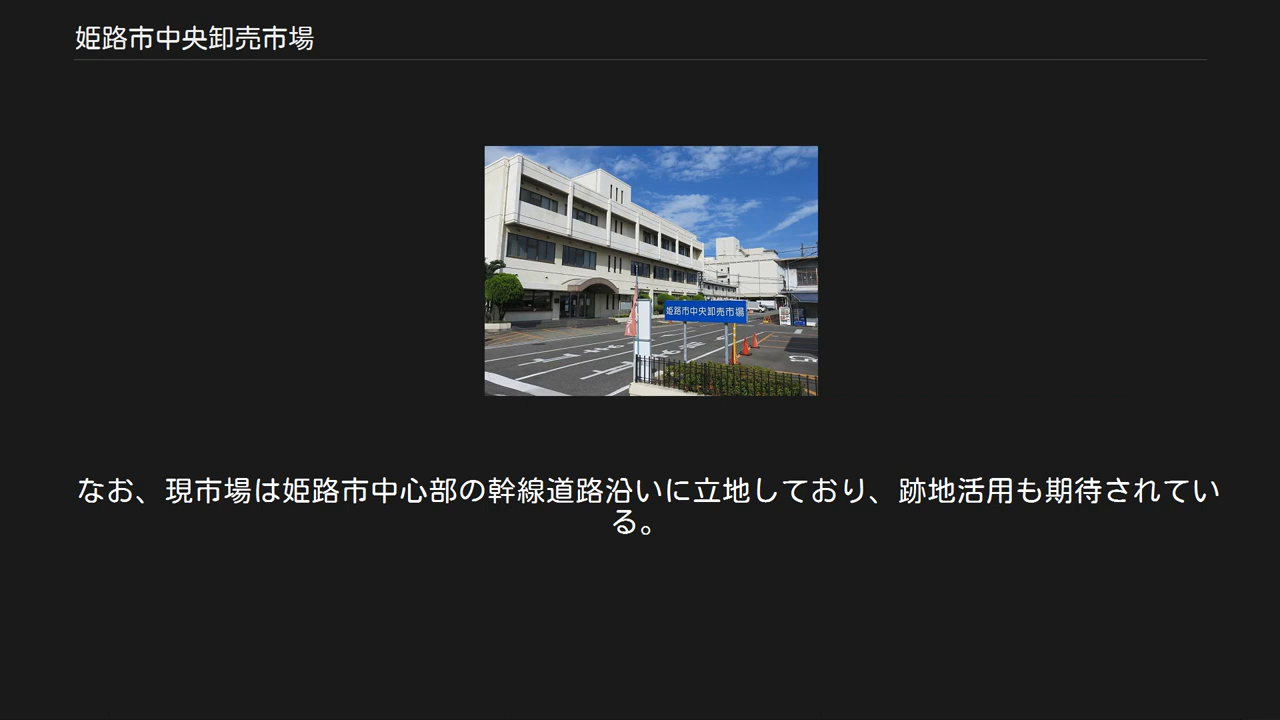 姫路市中央卸売市場
姫路市中央卸売市場
なお、現市場は姫路市中心部の幹線道路沿いに立地しており、跡地活用も期待されてい
る。